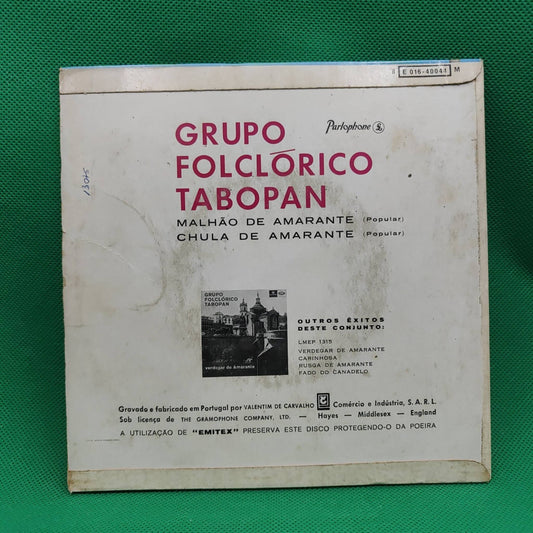 8 E 016-40041 M
Parlophone
GRUPO
FOLCLÓRICO
TABOPAN
MALHÃO DE AMARANTE (Popular)
CHULA DE AMARANTE (Popular)
13015
GRUPO
FOLCLÓRICO
TABOPAN
verdegar de Amarante
OUTROS ÊXITOS
DESTE CONJUNTO:
LMEP 1315
VERDEGAR DE AMARANTE
CARINHOSA
RUSGA DE AMARANTE
FADO DO CANADELO
Gravado e fabricado em Portugal por VALENTIM DE CARVALHO Comércio e Indústria, S. A. R. L.
Sob licença de THE GRAMOPHONE COMPANY, LTD. — Hayes — Middlesex — England
A UTILIZAÇÃO DE "EMITEX" PRESERVA ESTE DISCO PROTEGENDO-O DA POEIRA